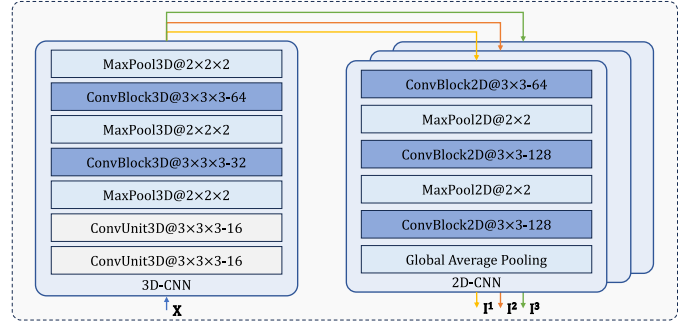 MaxPool3D@2×2×2
ConvBlock3D@3×3×3-64
MaxPool3D@2×2×2
ConvBlock3D@3×3×3-32
MaxPool3D@2×2×2
ConvUnit3D@3×3×3-16
ConvUnit3D@3×3×3-16
3D-CNN
X
ConvBlock2D@3×3-64
MaxPool2D@2×2
ConvBlock2D@3×3-128
MaxPool2D@2×2
ConvBlock2D@3×3-128
Global Average Pooling
2D-CNN
I¹ I² I³